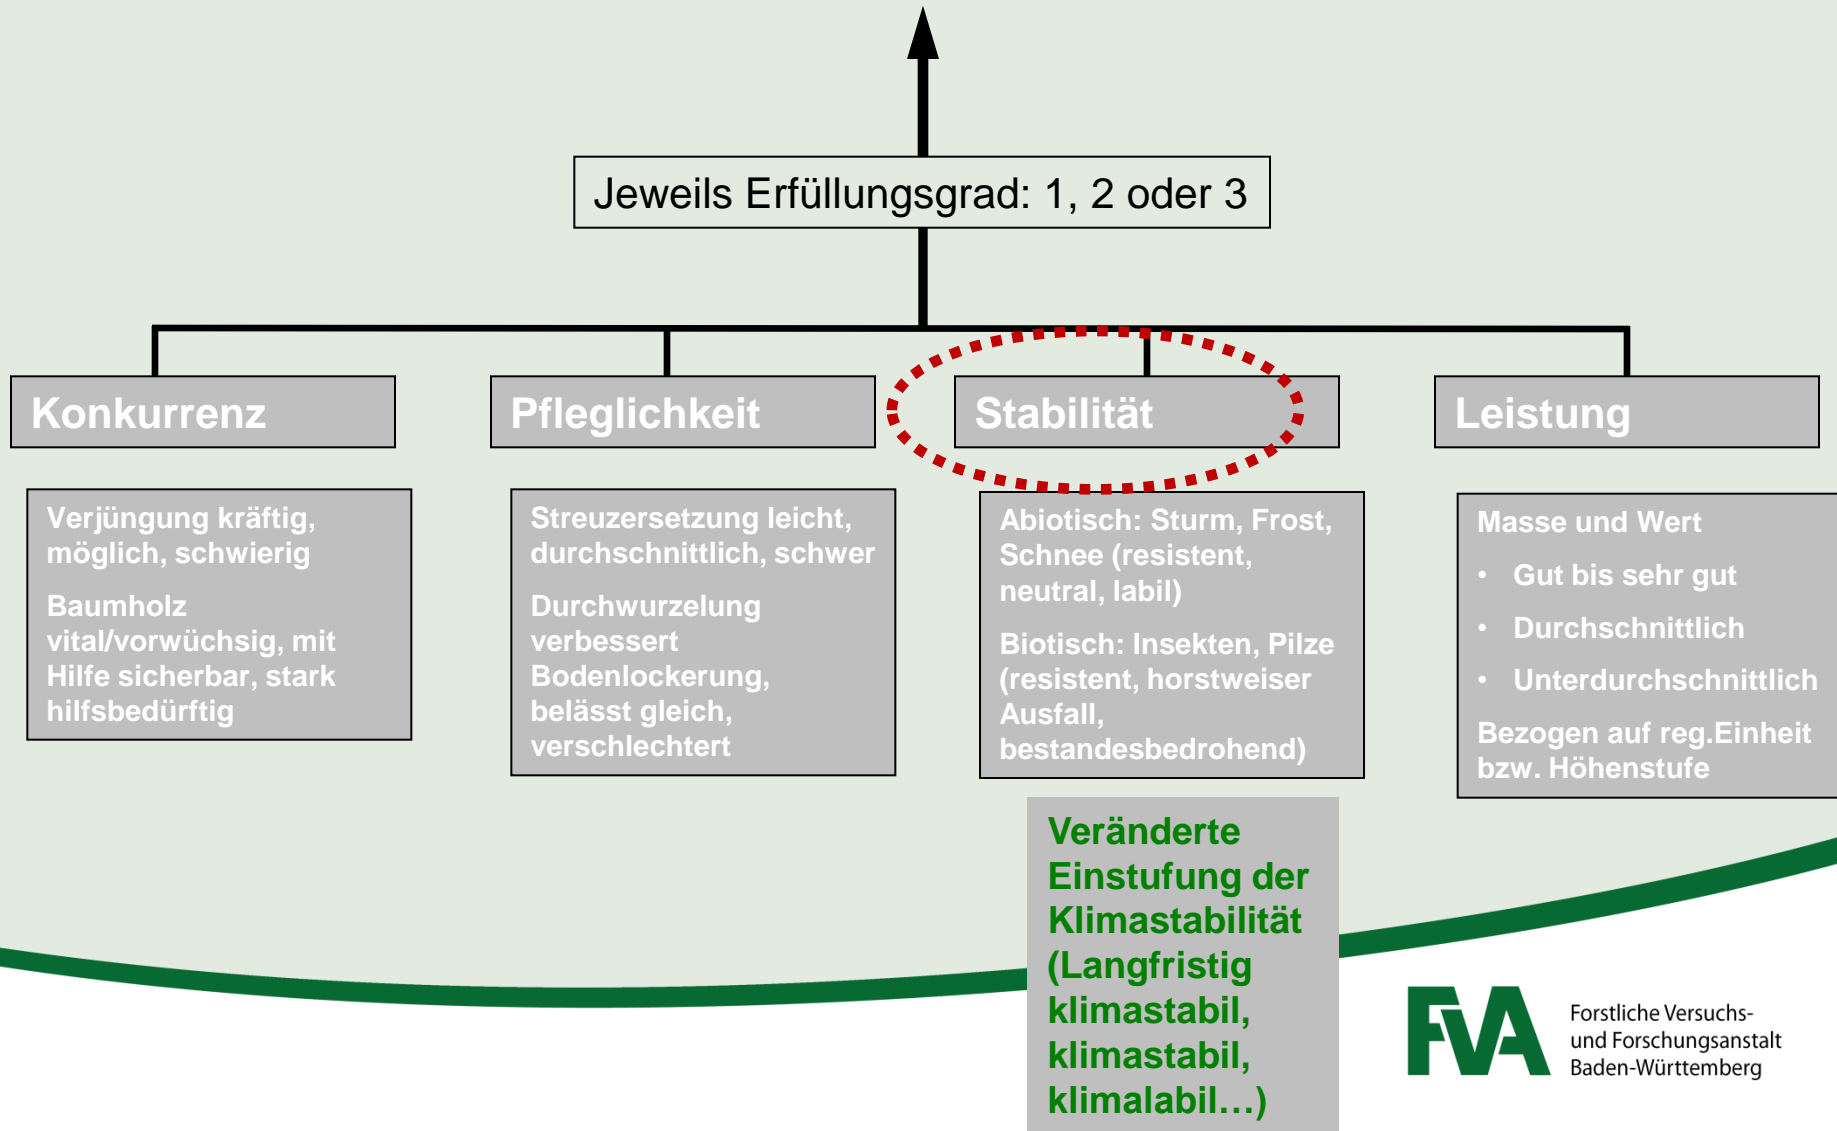 Jeweils Erfüllungsgrad: 1, 2 oder 3
Konkurrenz
Pfleglichkeit
Stabilität
Leistung
Verjüngung kräftig,
möglich, schwierig
Baumholz
vital/vorwüchsig, mit
Hilfe sicherbar, stark
hilfsbedürftig
Streuzersetzung leicht,
durchschnittlich, schwer
Durchwurzelung
verbessert
Bodenlockerung,
belässt gleich,
verschlechtert
Abiotisch: Sturm, Frost,
Schnee (resistent,
neutral, labil)
Biotisch: Insekten, Pilze
(resistent, horstweiser
Ausfall,
bestandesbedrohend)
Masse und Wert
• Gut bis sehr gut
• Durchschnittlich
• Unterdurchschnittlich
Bezogen auf reg.Einheit
bzw. Höhenstufe
Veränderte
Einstufung der
Klimastabilität
(Langfristig
klimastabil,
klimastabil,
klimalabil…)
FVA
Forstliche Versuchs-
und Forschungsanstalt
Baden-Württemberg